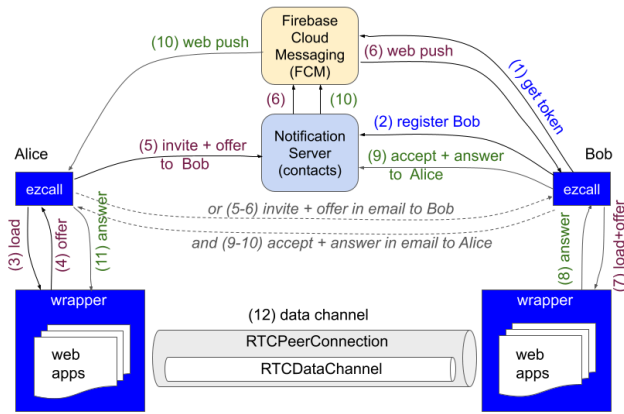 Firebase
Cloud
Messaging
(FCM)
(10) web push
(6) web push
(1) get token
(6)
(10)
(2) register Bob
Notification
Server
(contacts)
(5) invite + offer
to Bob
(9) accept + answer
to Alice
Alice
Bob
ezcall
ezcall
or (5-6) invite + offer in email to Bob
and (9-10) accept + answer in email to Alice
(3) load
(4) offer
(11) answer
(8) answer
(7) load+offer
wrapper
web
apps
(12) data channel
RTCPeerConnection
RTCDataChannel
wrapper
web
apps